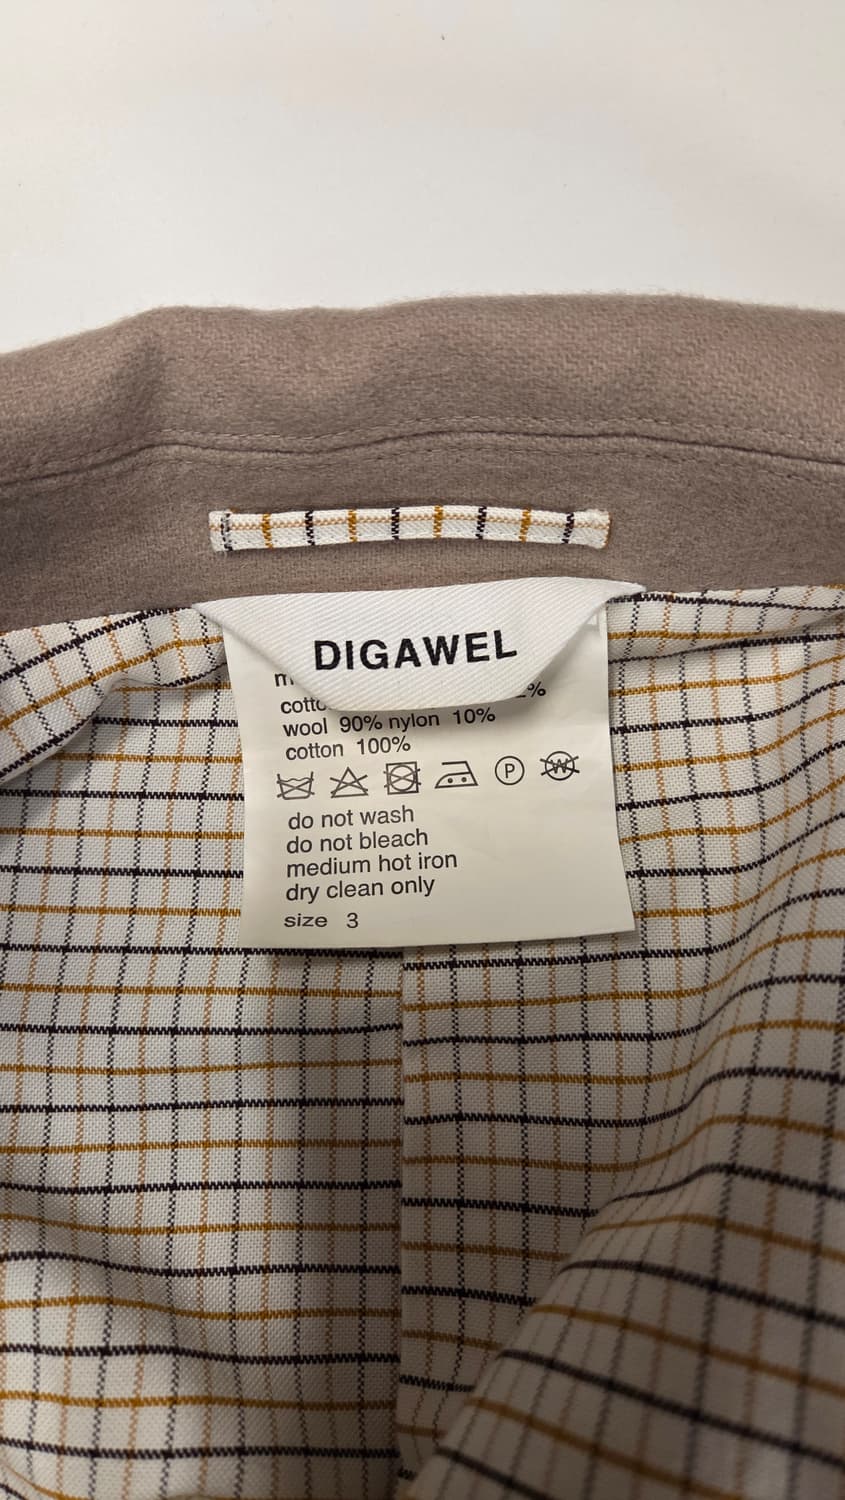 DIGAWEL
%
wool 90% nylon 10%
cotton 100%
P W
do not wash
do not bleach
medium hot iron
dry clean only
size 3